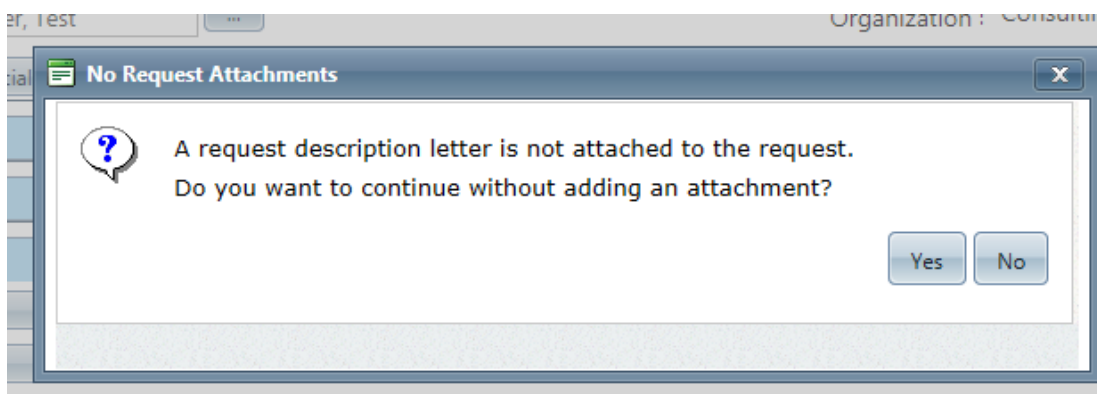 Test
...
Organization :
No Request Attachments
X
?
A request description letter is not attached to the request.
Do you want to continue without adding an attachment?
Yes No